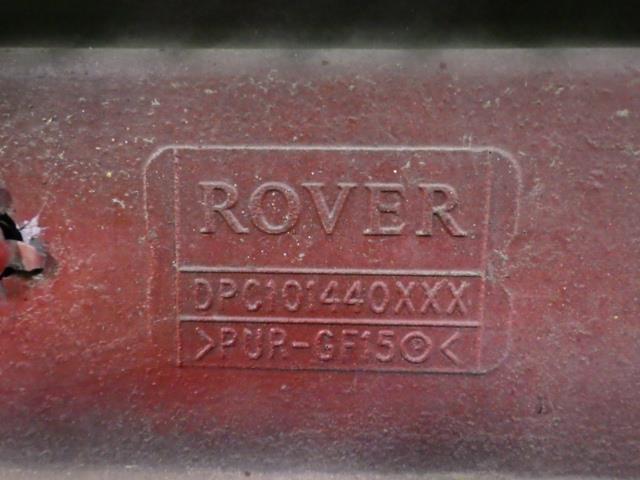 ROVER
DPC101440XXX
>PUR-GF15<